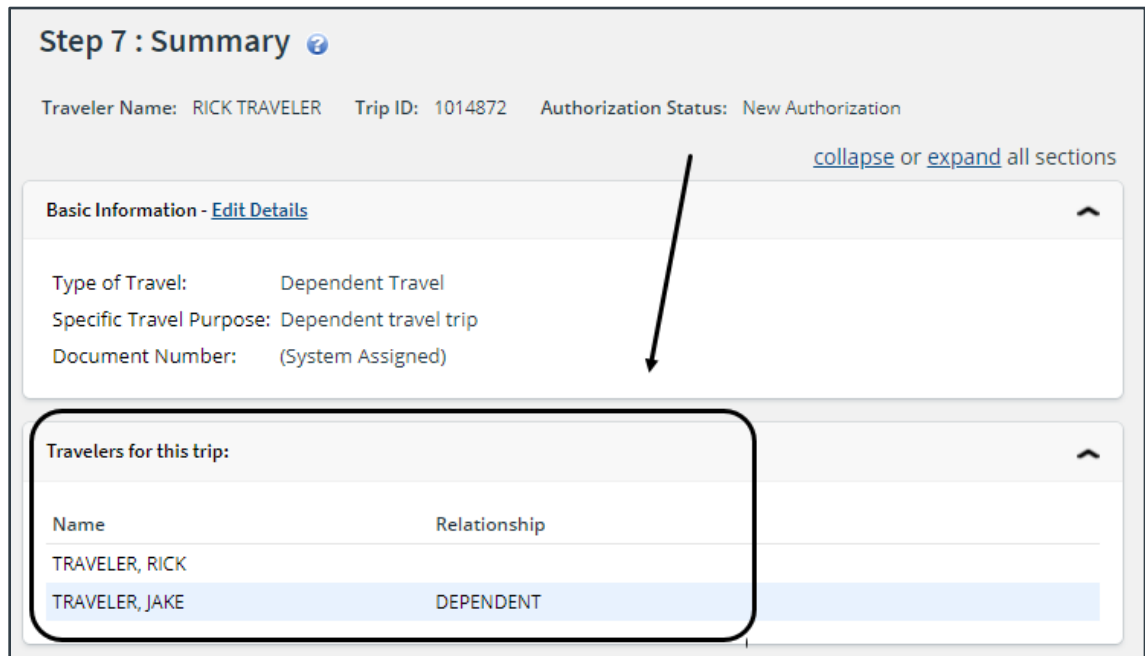 Step 7 : Summary ?
Traveler Name: RICK TRAVELER Trip ID: 1014872 Authorization Status: New Authorization
collapse or expand all sections
Basic Information - Edit Details
Type of Travel: Dependent Travel
Specific Travel Purpose: Dependent travel trip
Document Number: (System Assigned)
Travelers for this trip:
Name Relationship
TRAVELER, RICK
TRAVELER, JAKE DEPENDENT